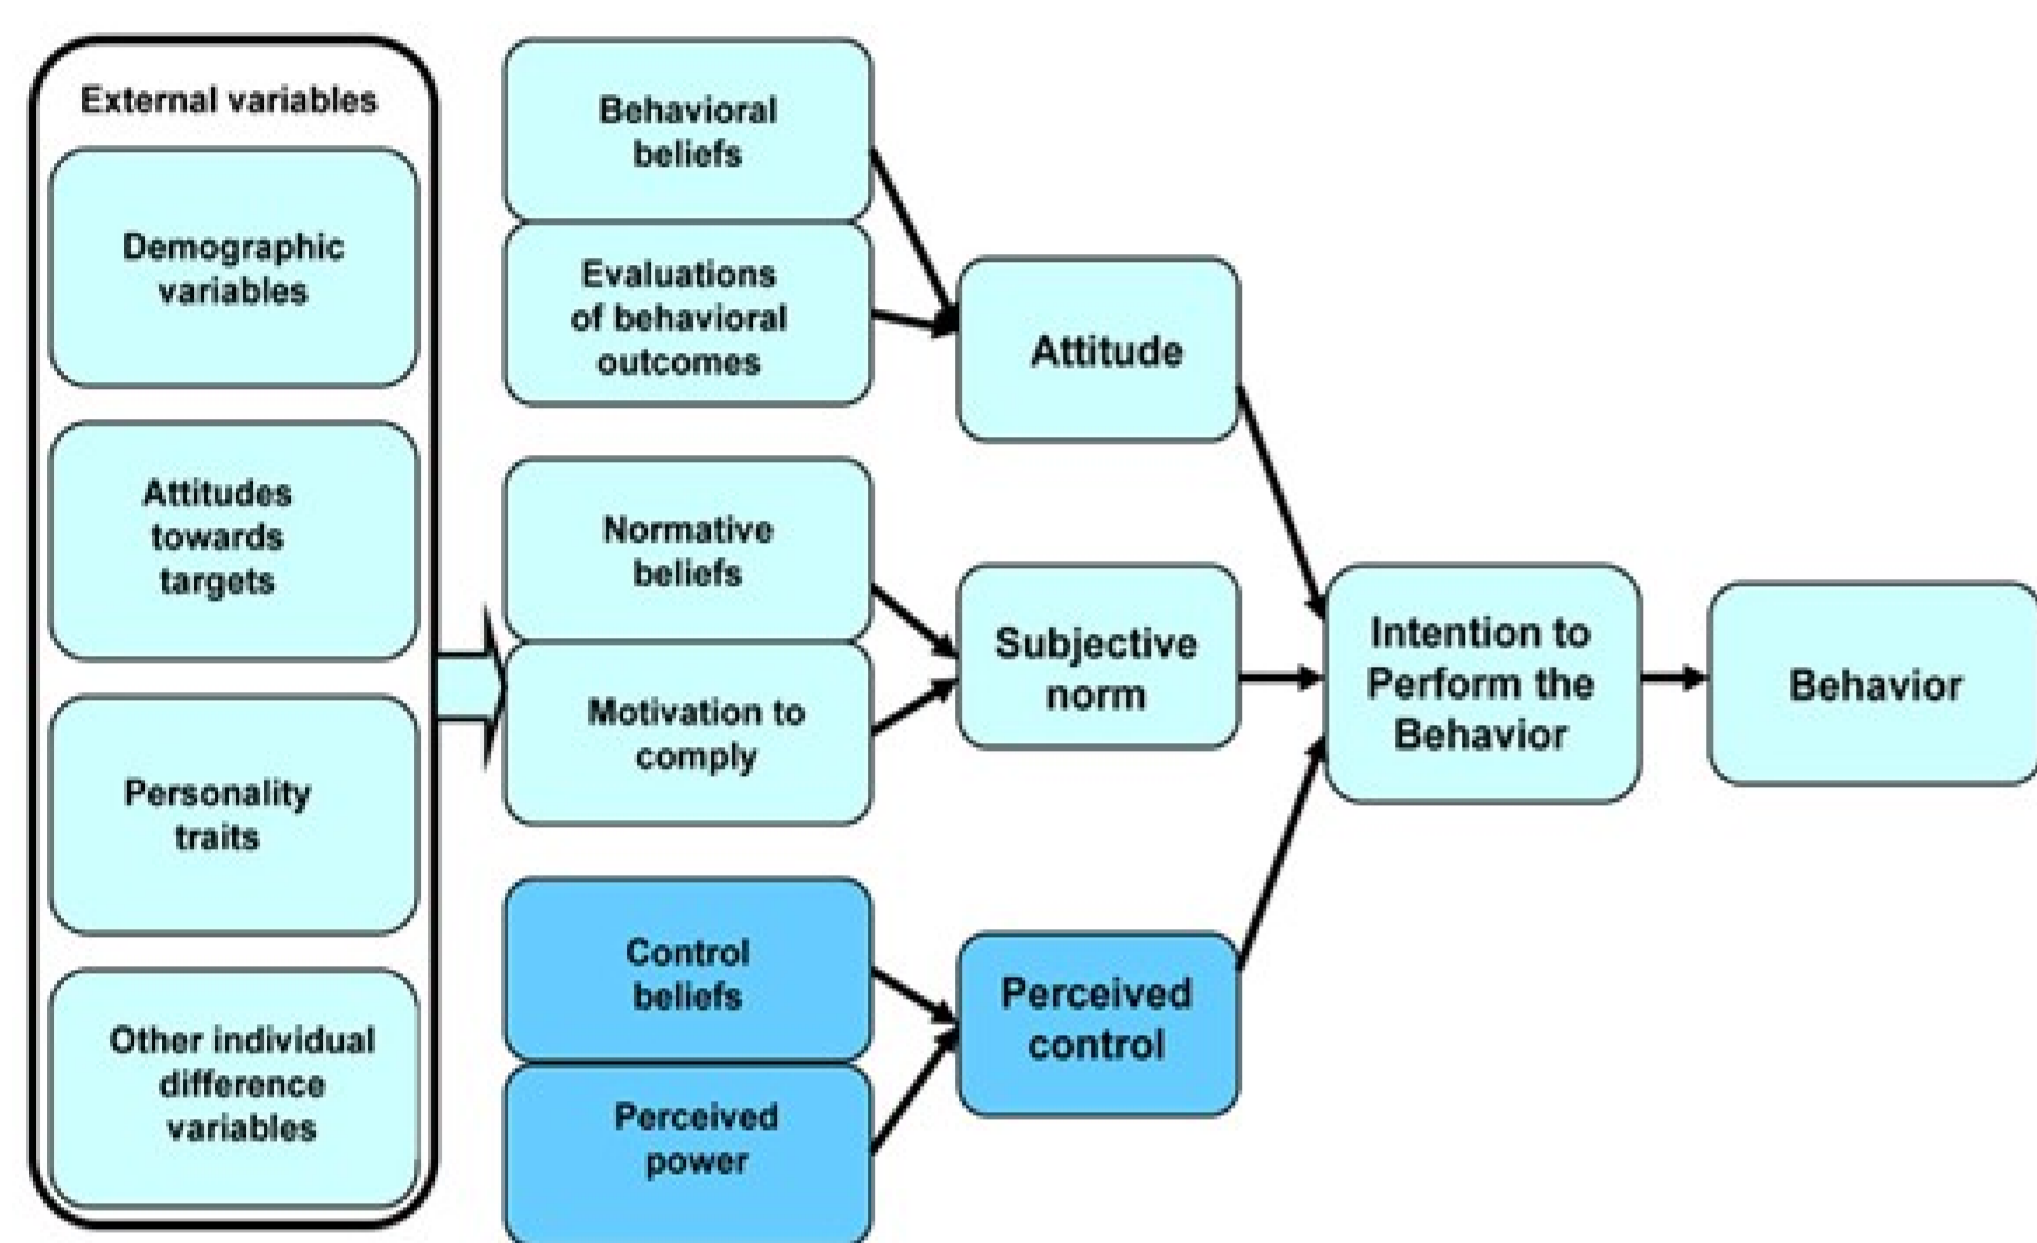 External variables
Demographic
variables
Attitudes
towards
targets
Personality
traits
Other individual
difference
variables
Behavioral
beliefs
Evaluations
of behavioral
outcomes
Normative
beliefs
Motivation to
comply
Control
beliefs
Perceived
power
Attitude
Subjective
norm
Perceived
control
Intention to
Perform the
Behavior
Behavior